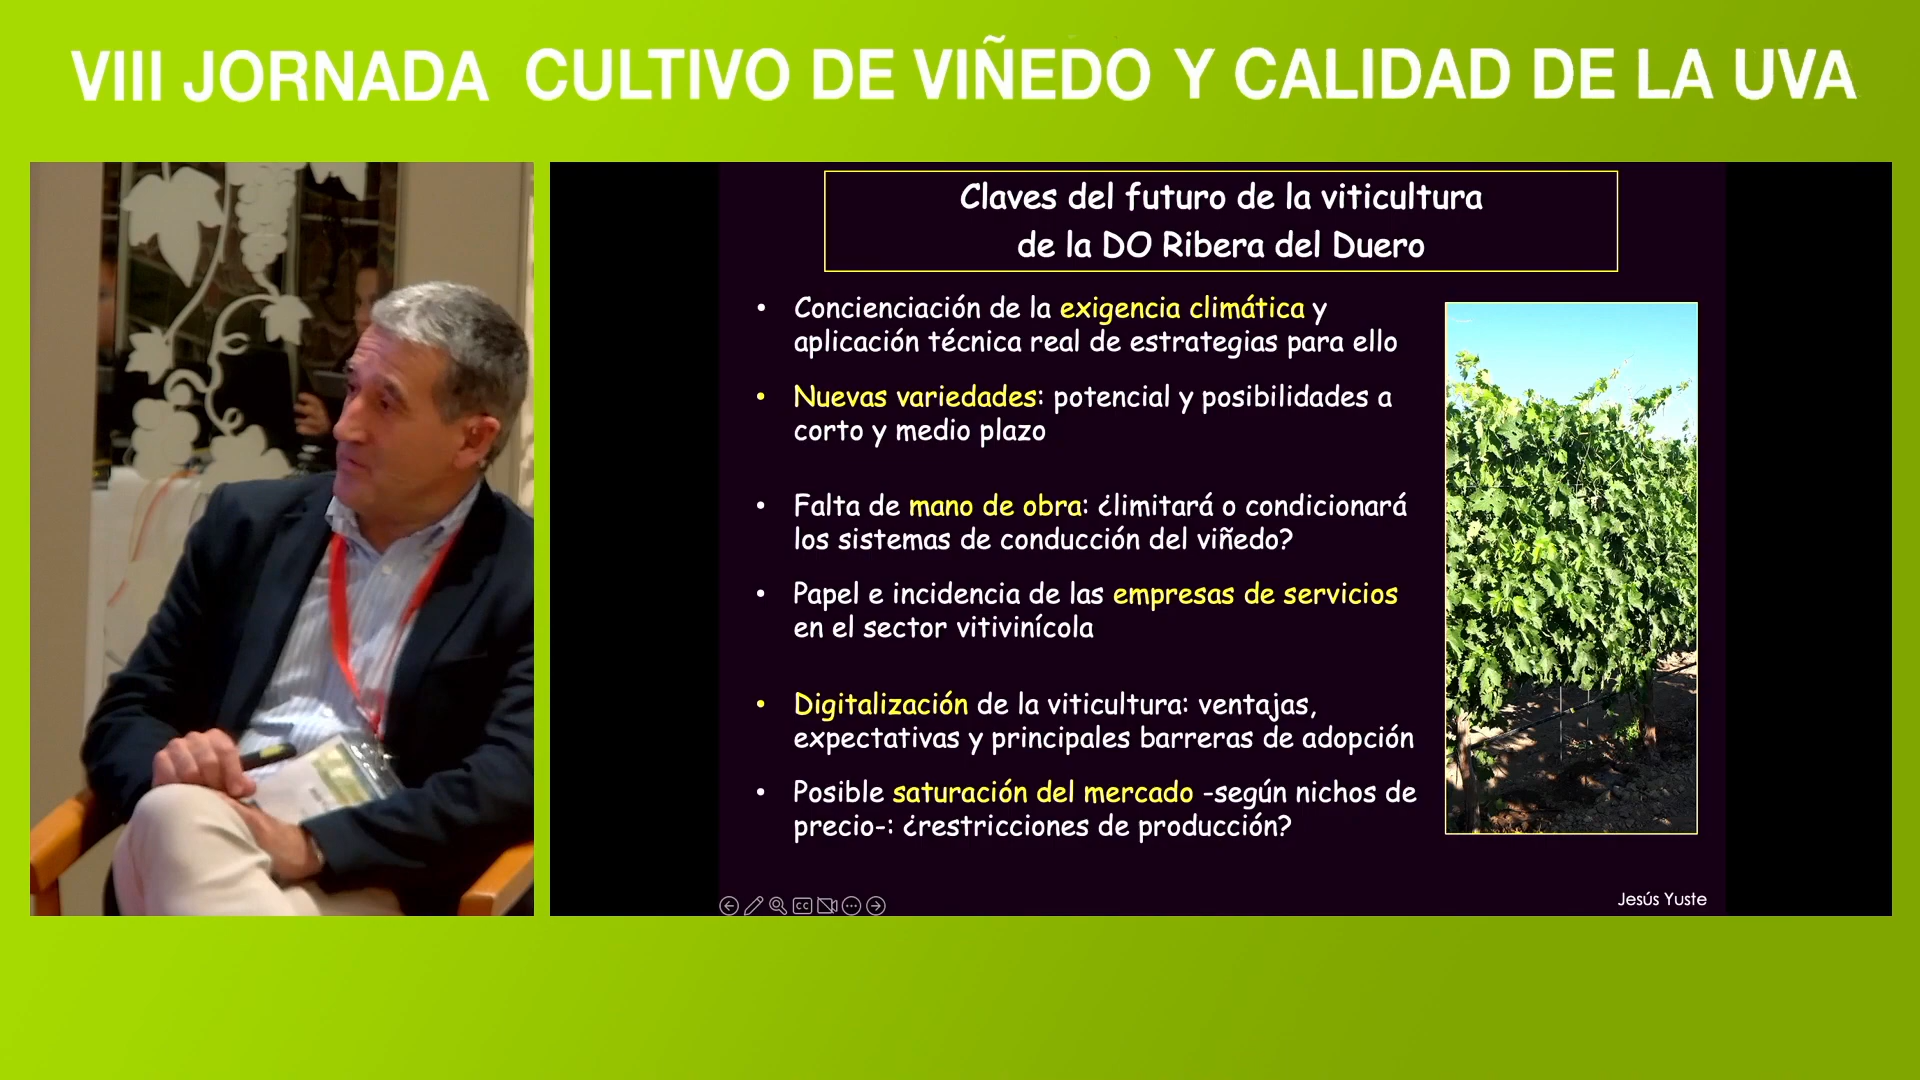 VIII JORNADA CULTIVO DE VIÑEDO Y CALIDAD DE LA UVA
Claves del futuro de la viticultura
de la DO Ribera del Duero
• Concienciación de la exigencia climática y
aplicación técnica real de estrategias para ello
• Nuevas variedades: potencial y posibilidades a
corto y medio plazo
• Falta de mano de obra: ¿limitará o condicionará
los sistemas de conducción del viñedo?
• Papel e incidencia de las empresas de servicios
en el sector vitivinícola
• Digitalización de la viticultura: ventajas,
expectativas y principales barreras de adopción
• Posible saturación del mercado -según nichos de
precio-: ¿restricciones de producción?
CC
Jesús Yuste